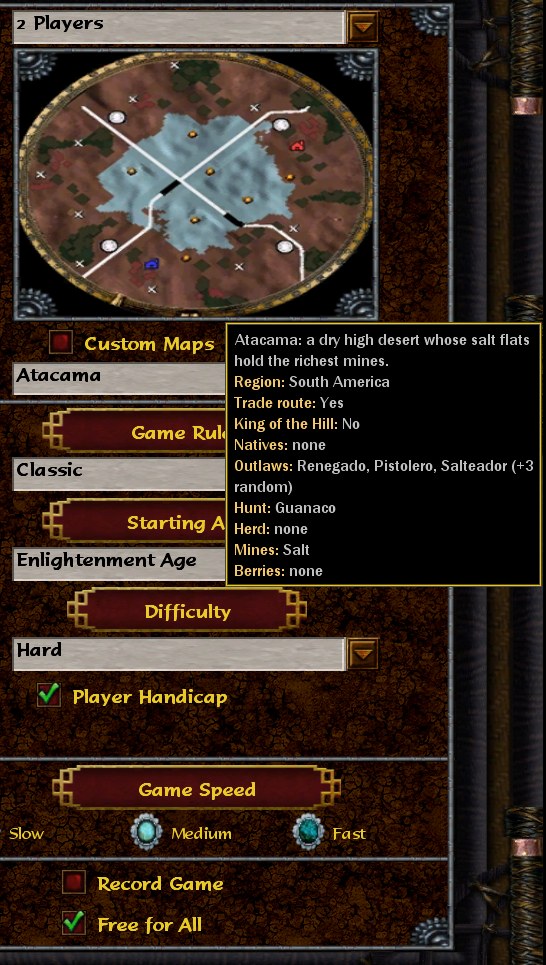 2 Players
Custom Maps
Atacama
Atacama: a dry high desert whose salt flats
hold the richest mines.
Region: South America
Trade route: Yes
King of the Hill: No
Natives: none
Outlaws: Renegado, Pistolero, Salteador (+3
random)
Hunt: Guanaco
Herd: none
Mines: Salt
Berries: none
Game Rul
Classic
Starting A
Enlightenment Age
Difficulty
Hard
Player Handicap
Game Speed
Slow
Medium
Fast
Record Game
Free for All